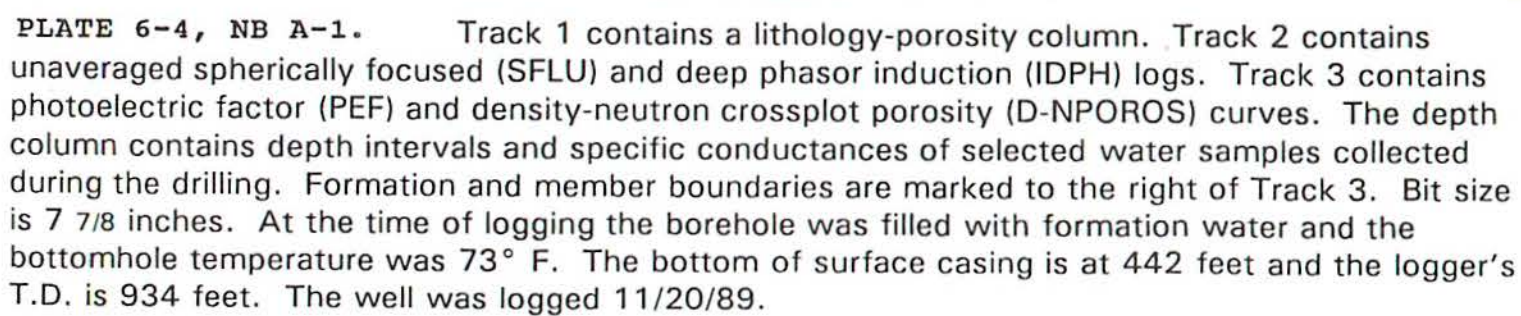 PLATE 6-4, NB A-1. Track 1 contains a lithology-porosity column. Track 2 contains
unaveraged spherically focused (SFLU) and deep phasor induction (IDPH) logs. Track 3 contains
photoelectric factor (PEF) and density-neutron crossplot porosity (D-NPOROS) curves. The depth
column contains depth intervals and specific conductances of selected water samples collected
during the drilling. Formation and member boundaries are marked to the right of Track 3. Bit size
is 7 7/8 inches. At the time of logging the borehole was filled with formation water and the
bottomhole temperature was 73° F. The bottom of surface casing is at 442 feet and the logger's
T.D. is 934 feet. The well was logged 11/20/89.